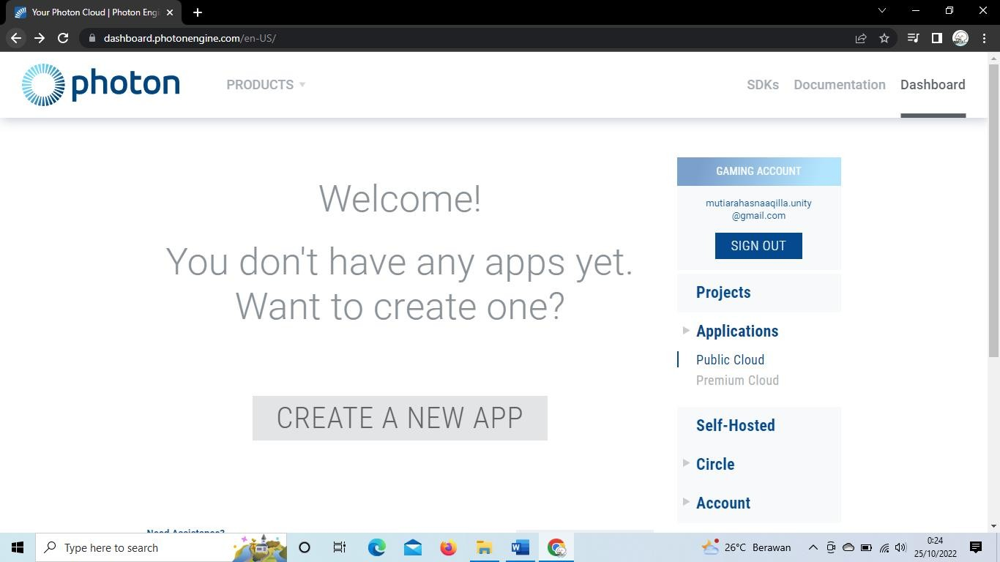 Your Photon Cloud | Photon Engi
dashboard.photonengine.com/en-US/
photon
PRODUCTS
SDKs Documentation Dashboard
GAMING ACCOUNT
mutiarahasnaaqilla.unity
@gmail.com
SIGN OUT
Welcome!
You don't have any apps yet.
Want to create one?
CREATE A NEW APP
Projects
Applications
Public Cloud
Premium Cloud
Self-Hosted
Circle
Account
Need Assistance?
Type here to search
26°C Berawan
0:24
25/10/2022